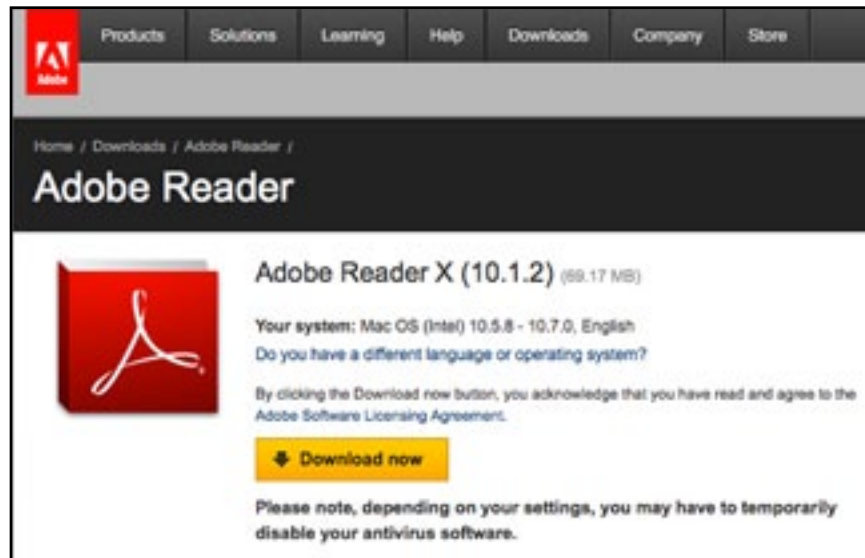 Products Solutions Learning Help Downloads Company Store
Adobe
Home / Downloads / Adobe Reader /
Adobe Reader
Adobe Reader X (10.1.2) (69.17 MB)
Your system: Mac OS (Intel) 10.5.8 - 10.7.0, English
Do you have a different language or operating system?
By clicking the Download now button, you acknowledge that you have read and agree to the
Adobe Software Licensing Agreement.
Download now
Please note, depending on your settings, you may have to temporarily
disable your antivirus software.